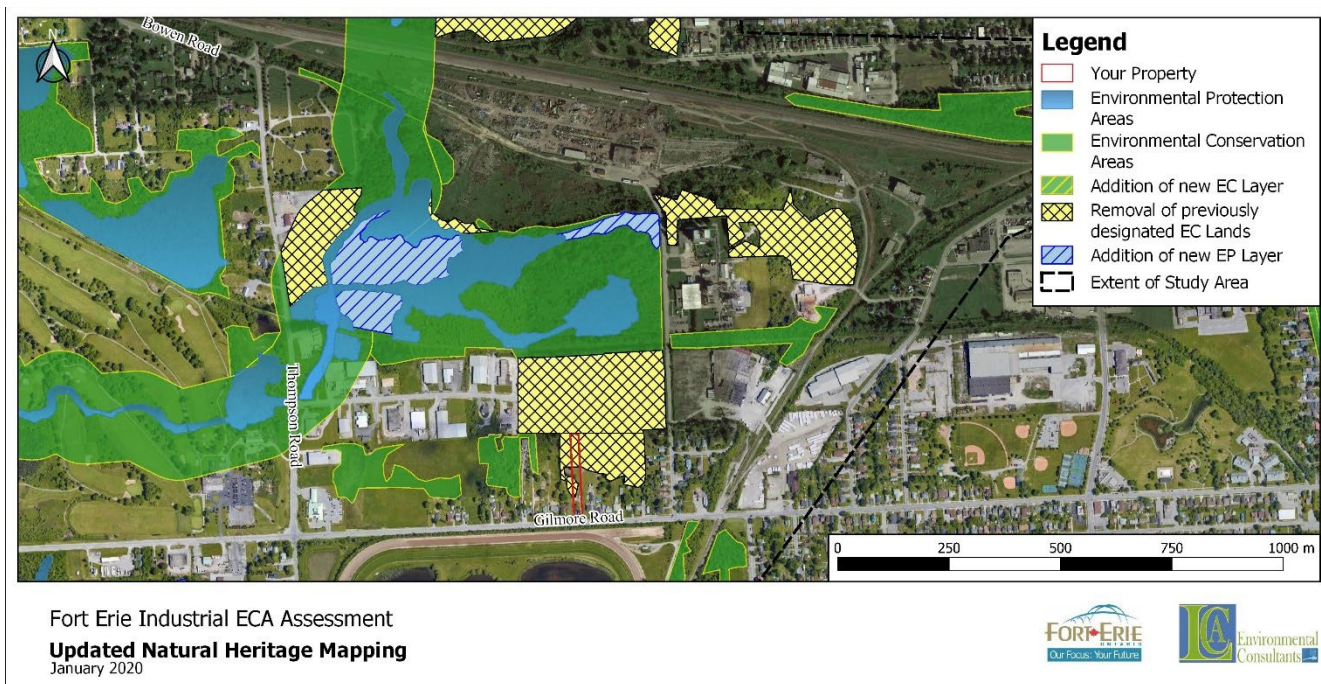 Bowen Road
N
Legend
Your Property
Environmental Protection
Areas
Environmental Conservation
Areas
Addition of new EC Layer
Removal of previously
designated EC Lands
Addition of new EP Layer
Extent of Study Area
Thompson Road
Gilmore Road
0 250 500 750 1000 m
Fort Erie Industrial ECA Assessment
Updated Natural Heritage Mapping
January 2020
FORT ERIE
ONTARIO
Our Focus: Your Future
LCA
Environmental
Consultants